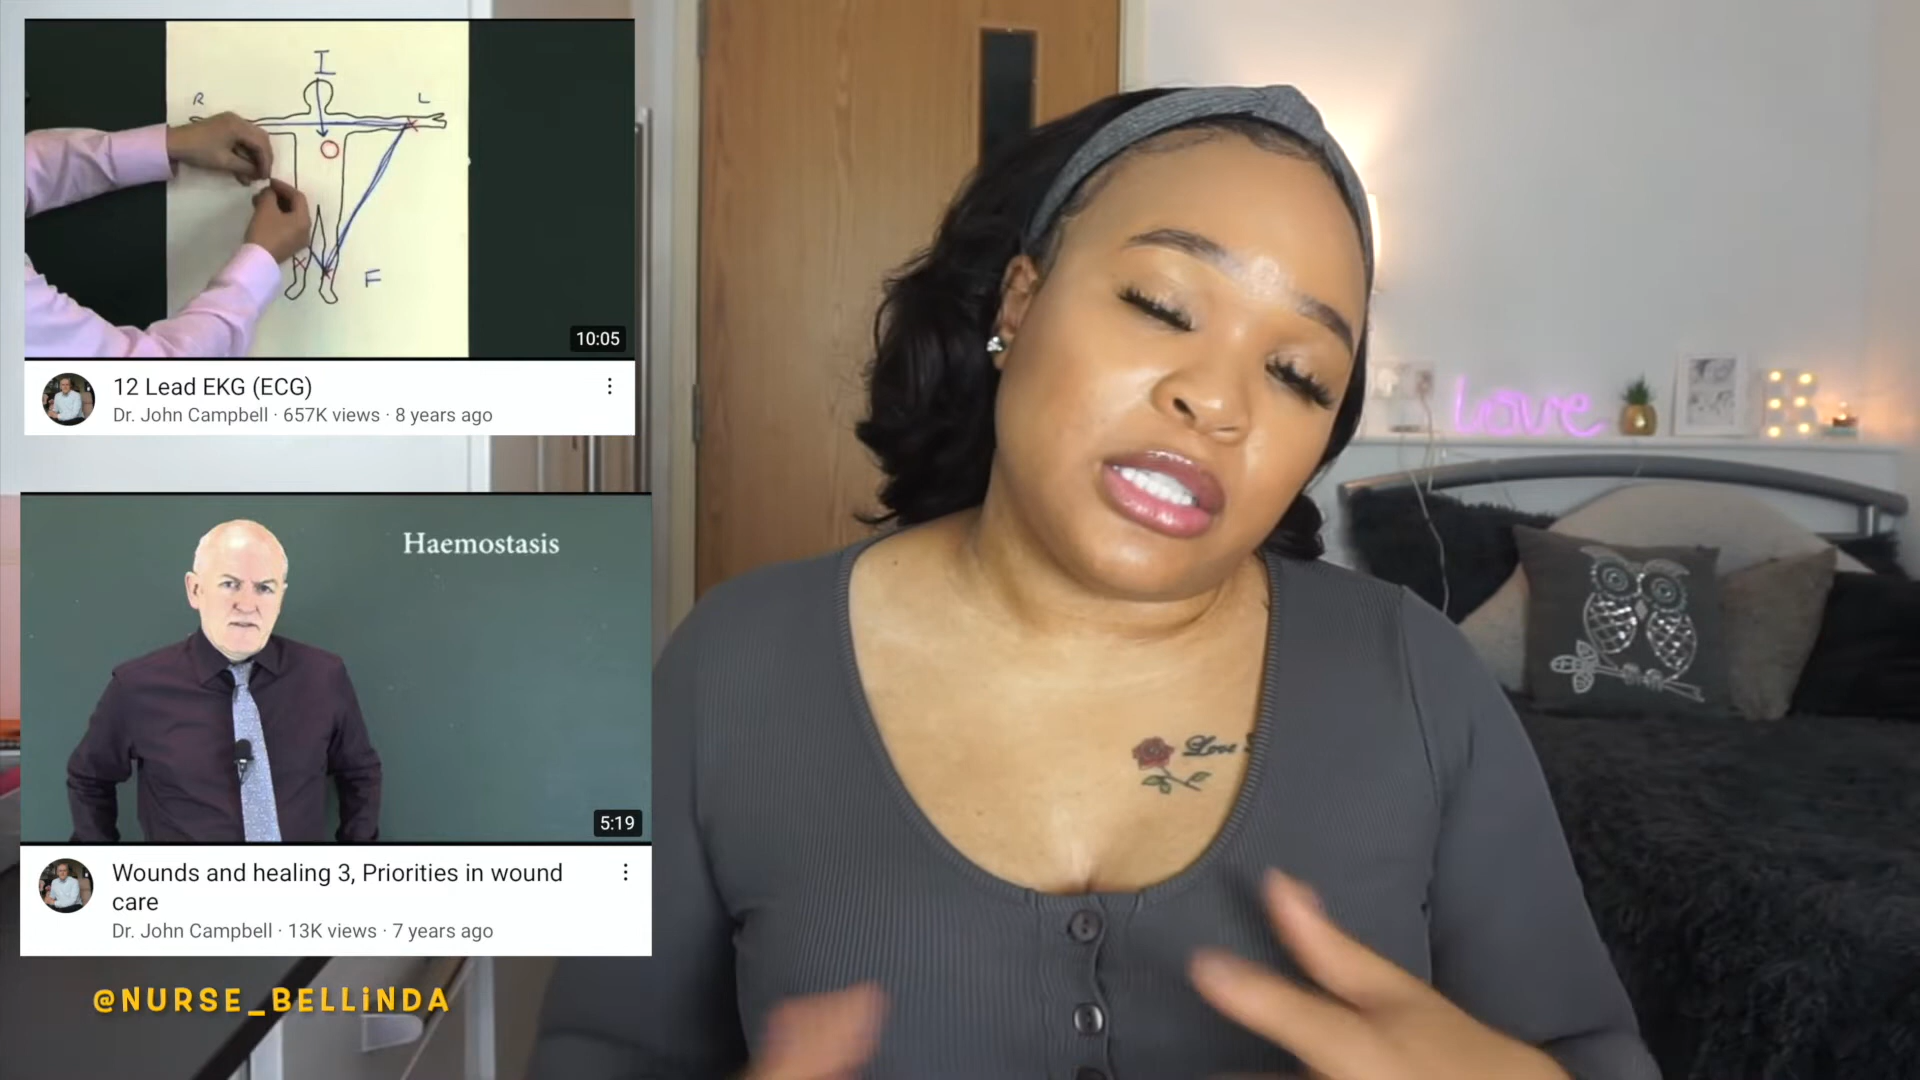 I
R
L
F
10:05
12 Lead EKG (ECG)
Dr. John Campbell · 657K views · 8 years ago
Haemostasis
5:19
Wounds and healing 3, Priorities in wound
care
Dr. John Campbell · 13K views · 7 years ago
@NURSE_BELLiNDA
love
Love